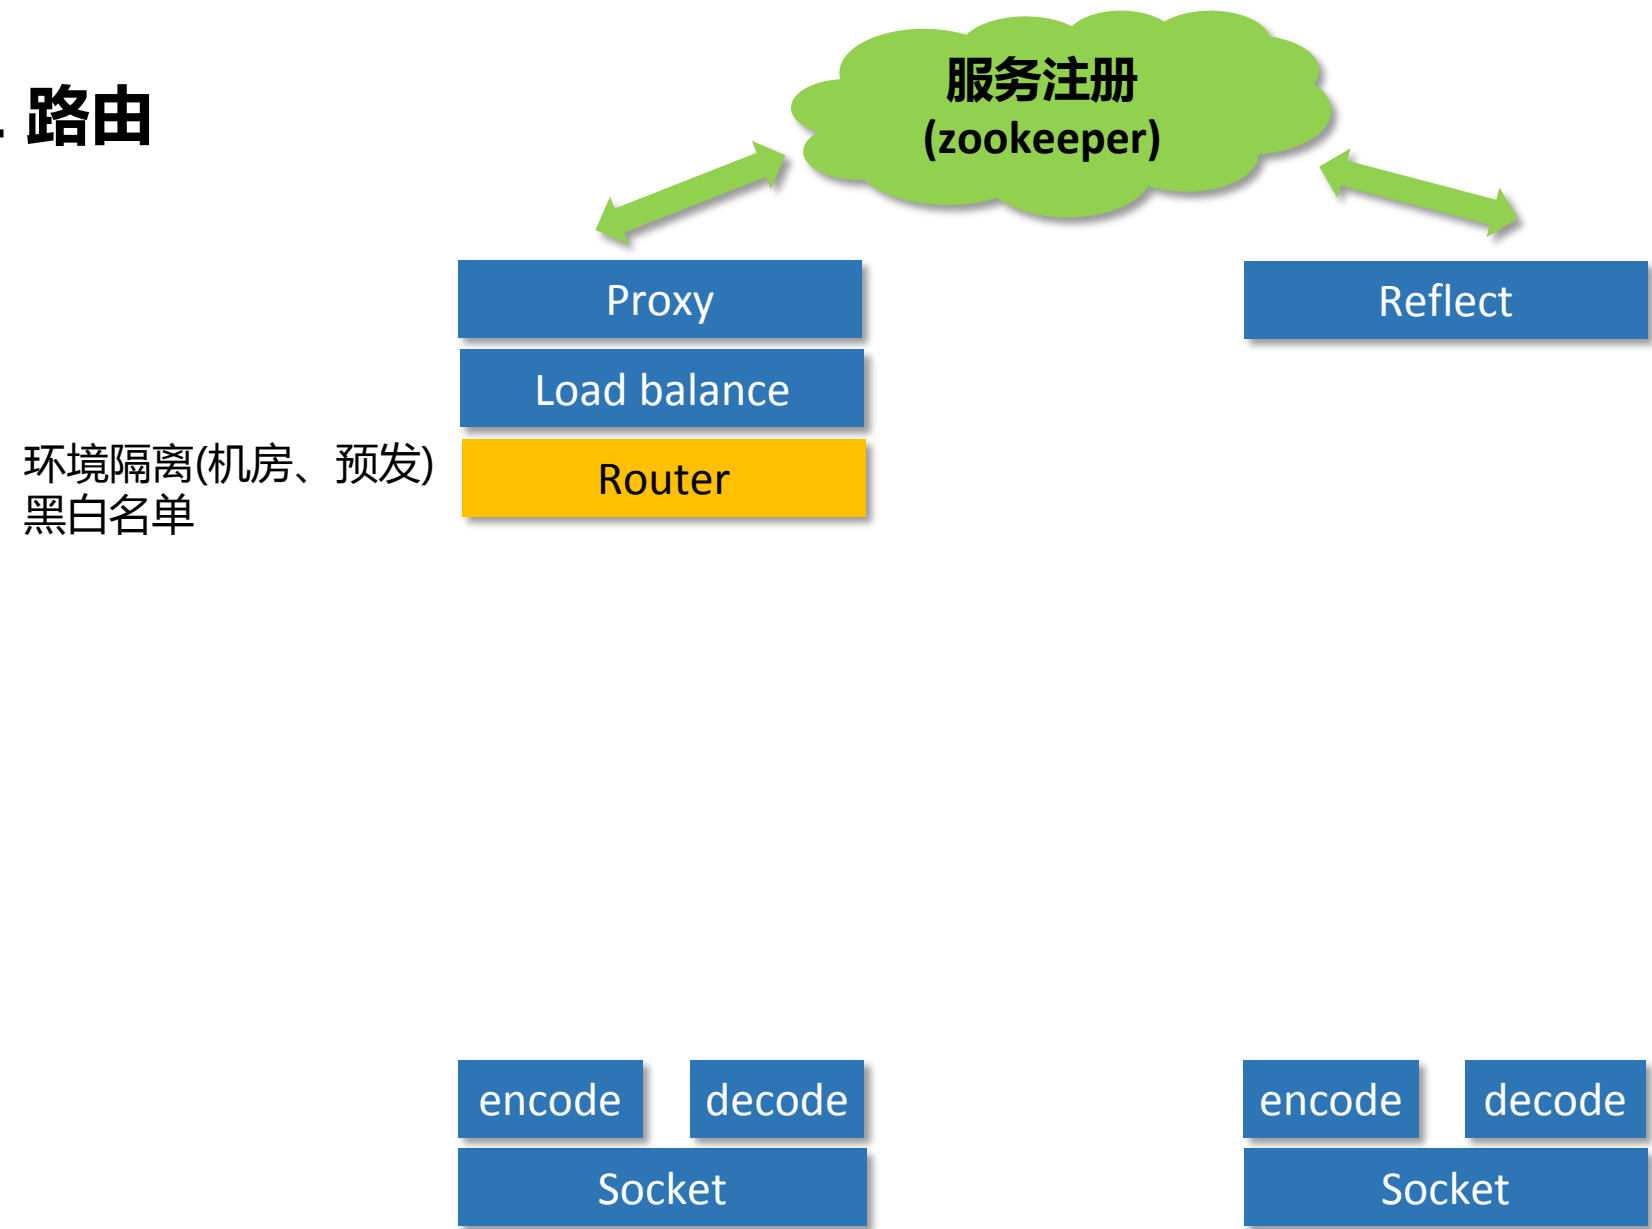 服务注册
(zookeeper)
路由
Proxy
Reflect
Load balance
环境隔离(机房、预发)
黑白名单
Router
encode
decode
encode
decode
Socket
Socket